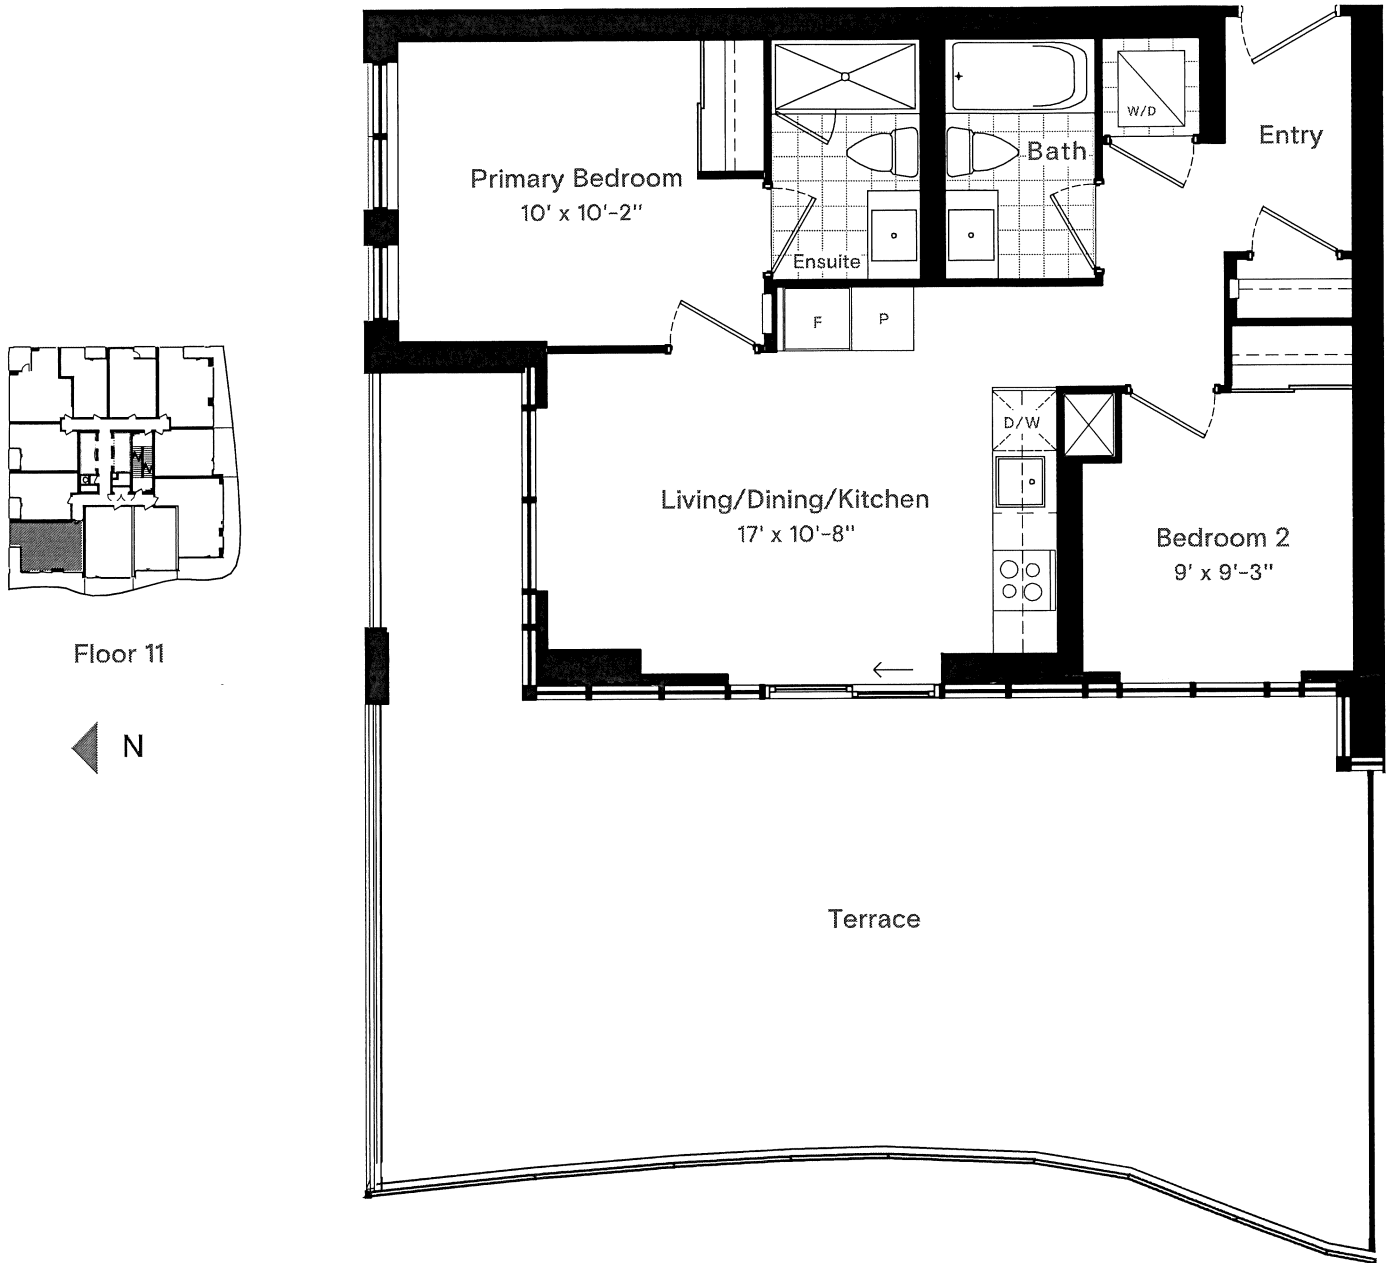 W/D
Entry
Bath
Primary Bedroom
10' x 10'-2"
Ensuite
F
P
D/W
Living/Dining/Kitchen
17' x 10'-8"
Bedroom 2
9' x 9'-3"
Floor 11
N
Terrace